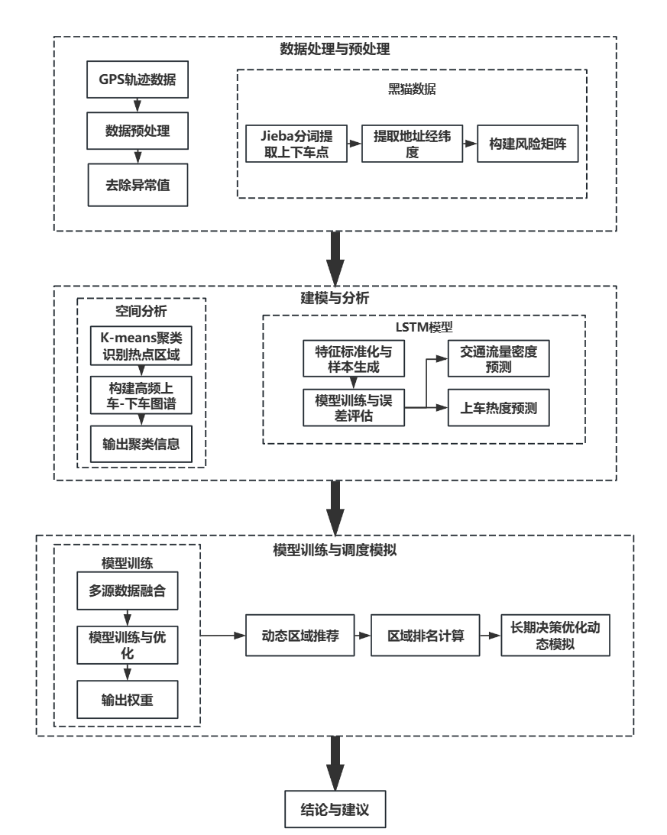 数据处理与预处理
GPS轨迹数据
数据预处理
去除异常值
黑猫数据
Jieba分词提
取上下车点
提取地址经纬
度
构建风险矩阵
建模与分析
空间分析
K-means聚类
识别热点区域
构建高频上
车-下车图谱
输出聚类信息
LSTM模型
特征标准化与
样本生成
模型训练与误
差评估
交通流量密度
预测
上车热度预测
模型训练与调度模拟
模型训练
多源数据融合
模型训练与优
化
输出权重
动态区域推荐
区域排名计算
长期决策优化动
态模拟
结论与建议